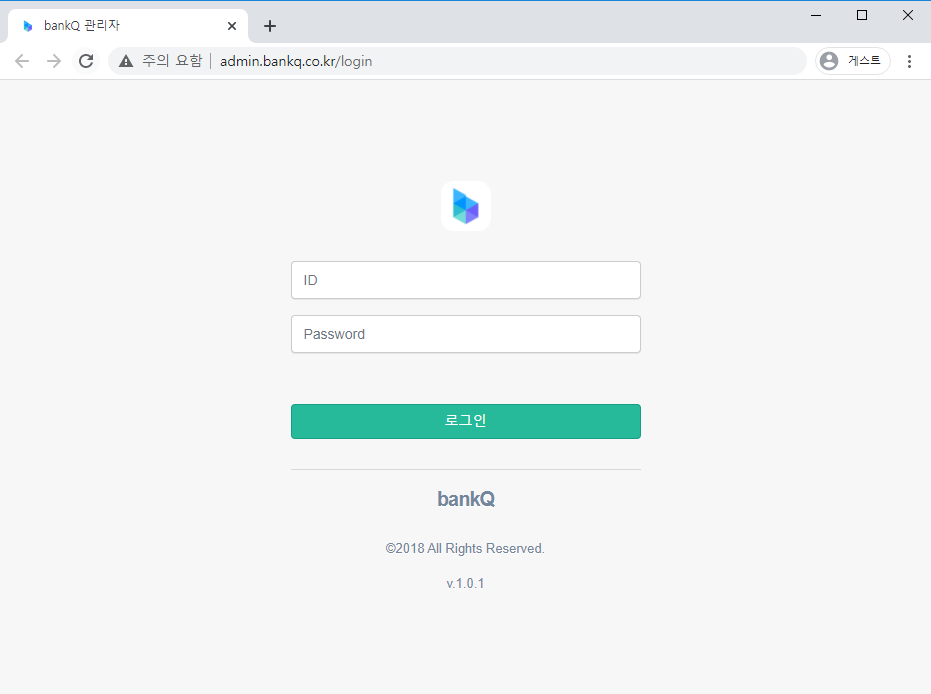 bankQ 관리자
주의 요함 | admin.bankq.co.kr/login
게스트
ID
Password
로그인
bankQ
©2018 All Rights Reserved.
v.1.0.1